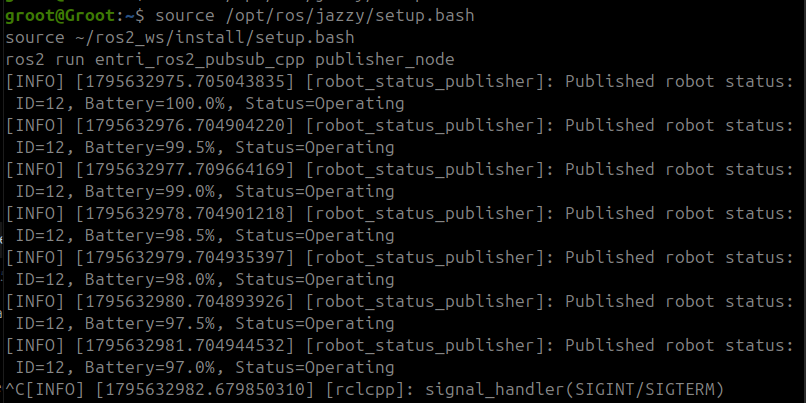 groot@Groot:~$ source /opt/ros/jazzy/setup.bash
source ~/ros2_ws/install/setup.bash
ros2 run entri_ros2_pubsub_cpp publisher_node
[INFO] [1795632975.705043835] [robot_status_publisher]: Published robot status:
 ID=12, Battery=100.0%, Status=Operating
[INFO] [1795632976.704904220] [robot_status_publisher]: Published robot status:
 ID=12, Battery=99.5%, Status=Operating
[INFO] [1795632977.709664169] [robot_status_publisher]: Published robot status:
 ID=12, Battery=99.0%, Status=Operating
[INFO] [1795632978.704901218] [robot_status_publisher]: Published robot status:
 ID=12, Battery=98.5%, Status=Operating
[INFO] [1795632979.704935397] [robot_status_publisher]: Published robot status:
 ID=12, Battery=98.0%, Status=Operating
[INFO] [1795632980.704893926] [robot_status_publisher]: Published robot status:
 ID=12, Battery=97.5%, Status=Operating
[INFO] [1795632981.704944532] [robot_status_publisher]: Published robot status:
 ID=12, Battery=97.0%, Status=Operating
^C[INFO] [1795632982.679850310] [rclcpp]: signal_handler(SIGINT/SIGTERM)